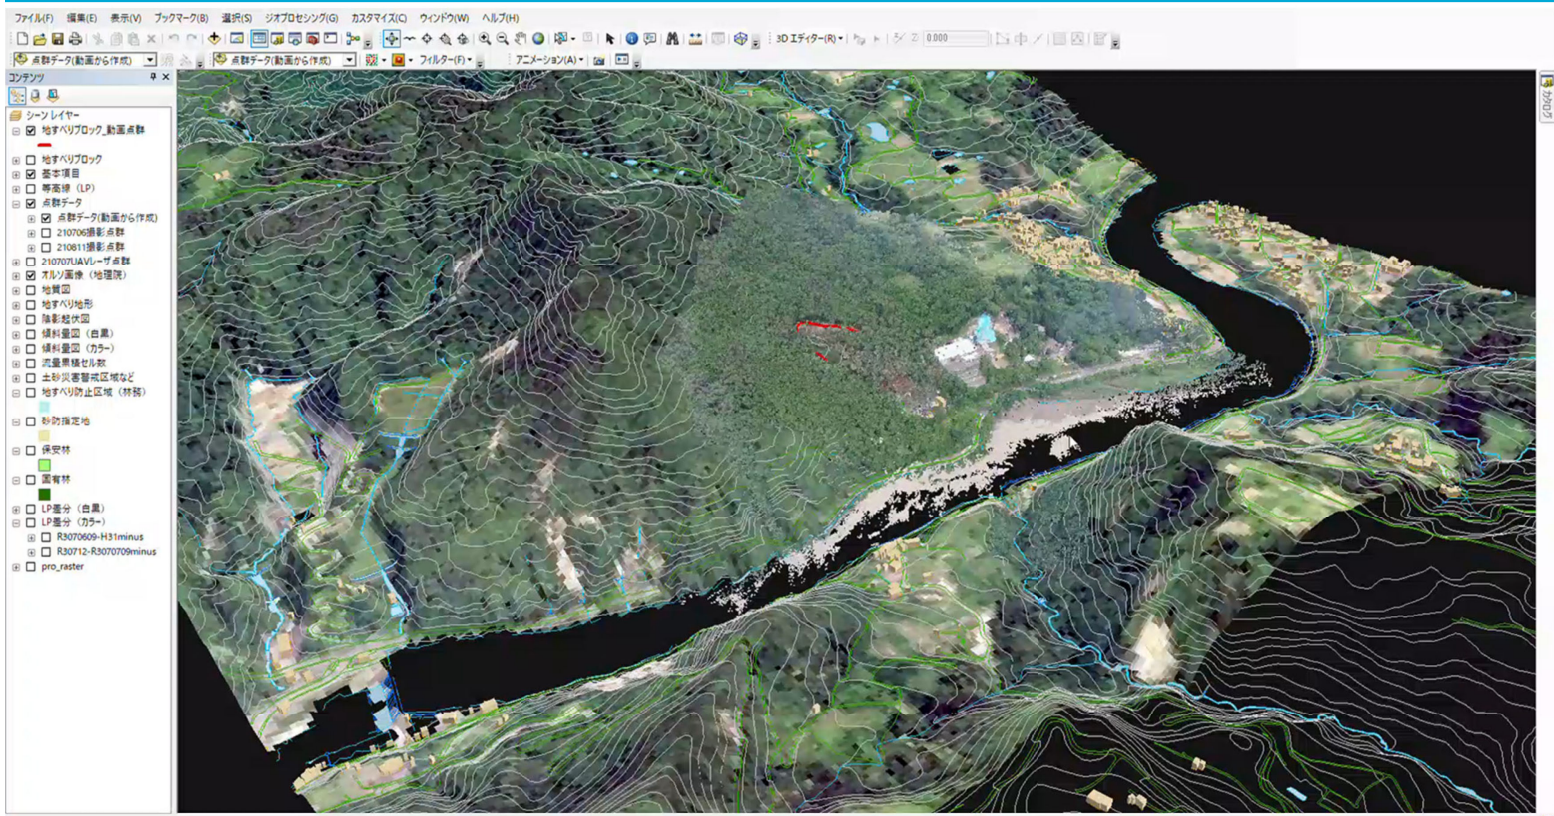 ファイル(F) 編集(E) 表示(V) ブックマーク(B) 選択(S) ジオプロセシング(G) カスタマイズ(C) ウィンドウ(W) ヘルプ(H)
3D エディター(R) 0.000
点群データ(動画から作成) 点群データ(動画から作成) フィルター(F) アニメーション(A)
コンテンツ
カタログ
シーン レイヤー
地すべりブロック_動画点群
地すべりブロック
基本項目
等高線（LP）
点群データ
点群データ(動画から作成)
210706撮影点群
210811撮影点群
210707UAVレーザ点群
オルソ画像（地理院）
地質図
地すべり地形
陰影起伏図
傾斜量図（白黒）
傾斜量図（カラー）
流量累積セル数
土砂災害警戒区域など
地すべり防止区域（林務）
砂防指定地
保安林
国有林
LP差分（白黒）
LP差分（カラー）
R3070609-H31minus
R30712-R3070709minus
pro_raster